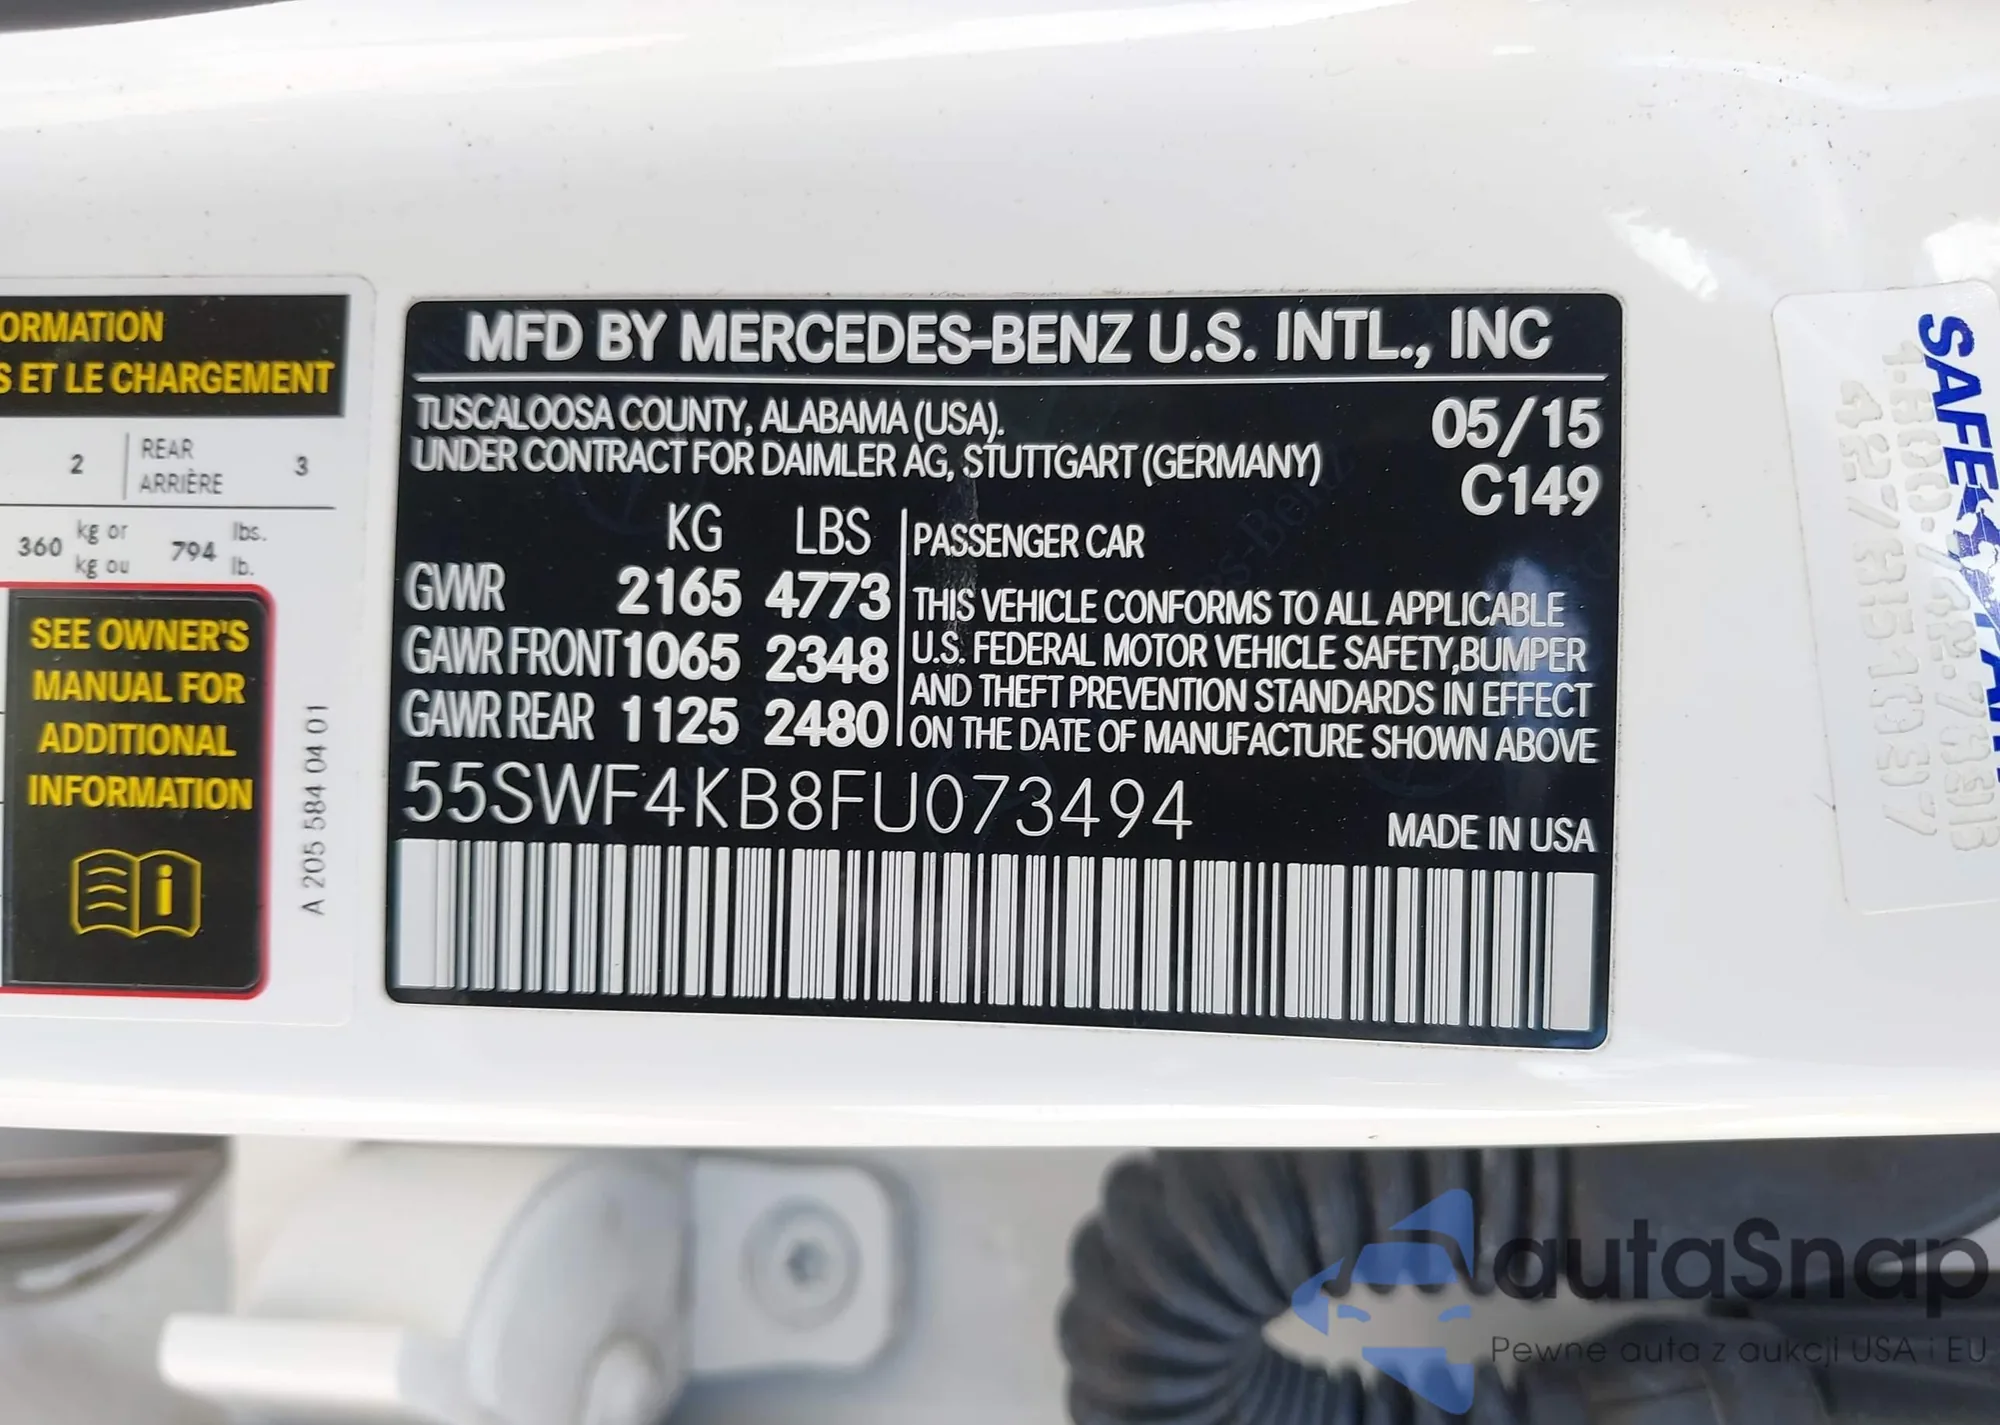 ORMATION
S ET LE CHARGEMENT
2 REAR 3
ARRIÈRE
360 kg or 794 lbs.
kg ou lb.
SEE OWNER'S
MANUAL FOR
ADDITIONAL
INFORMATION
i
A 205 584 04 01
MFD BY MERCEDES-BENZ U.S. INTL., INC
TUSCALOOSA COUNTY, ALABAMA (USA). 05/15
UNDER CONTRACT FOR DAIMLER AG, STUTTGART (GERMANY) C149
KG LBS
GVWR 2165 4773
GAWR FRONT 1065 2348
GAWR REAR 1125 2480
PASSENGER CAR
THIS VEHICLE CONFORMS TO ALL APPLICABLE
U.S. FEDERAL MOTOR VEHICLE SAFETY,BUMPER
AND THEFT PREVENTION STANDARDS IN EFFECT
ON THE DATE OF MANUFACTURE SHOWN ABOVE
55SWF4KB8FU073494
MADE IN USA
autaSnap
Pewne auta z aukcji USA i EU